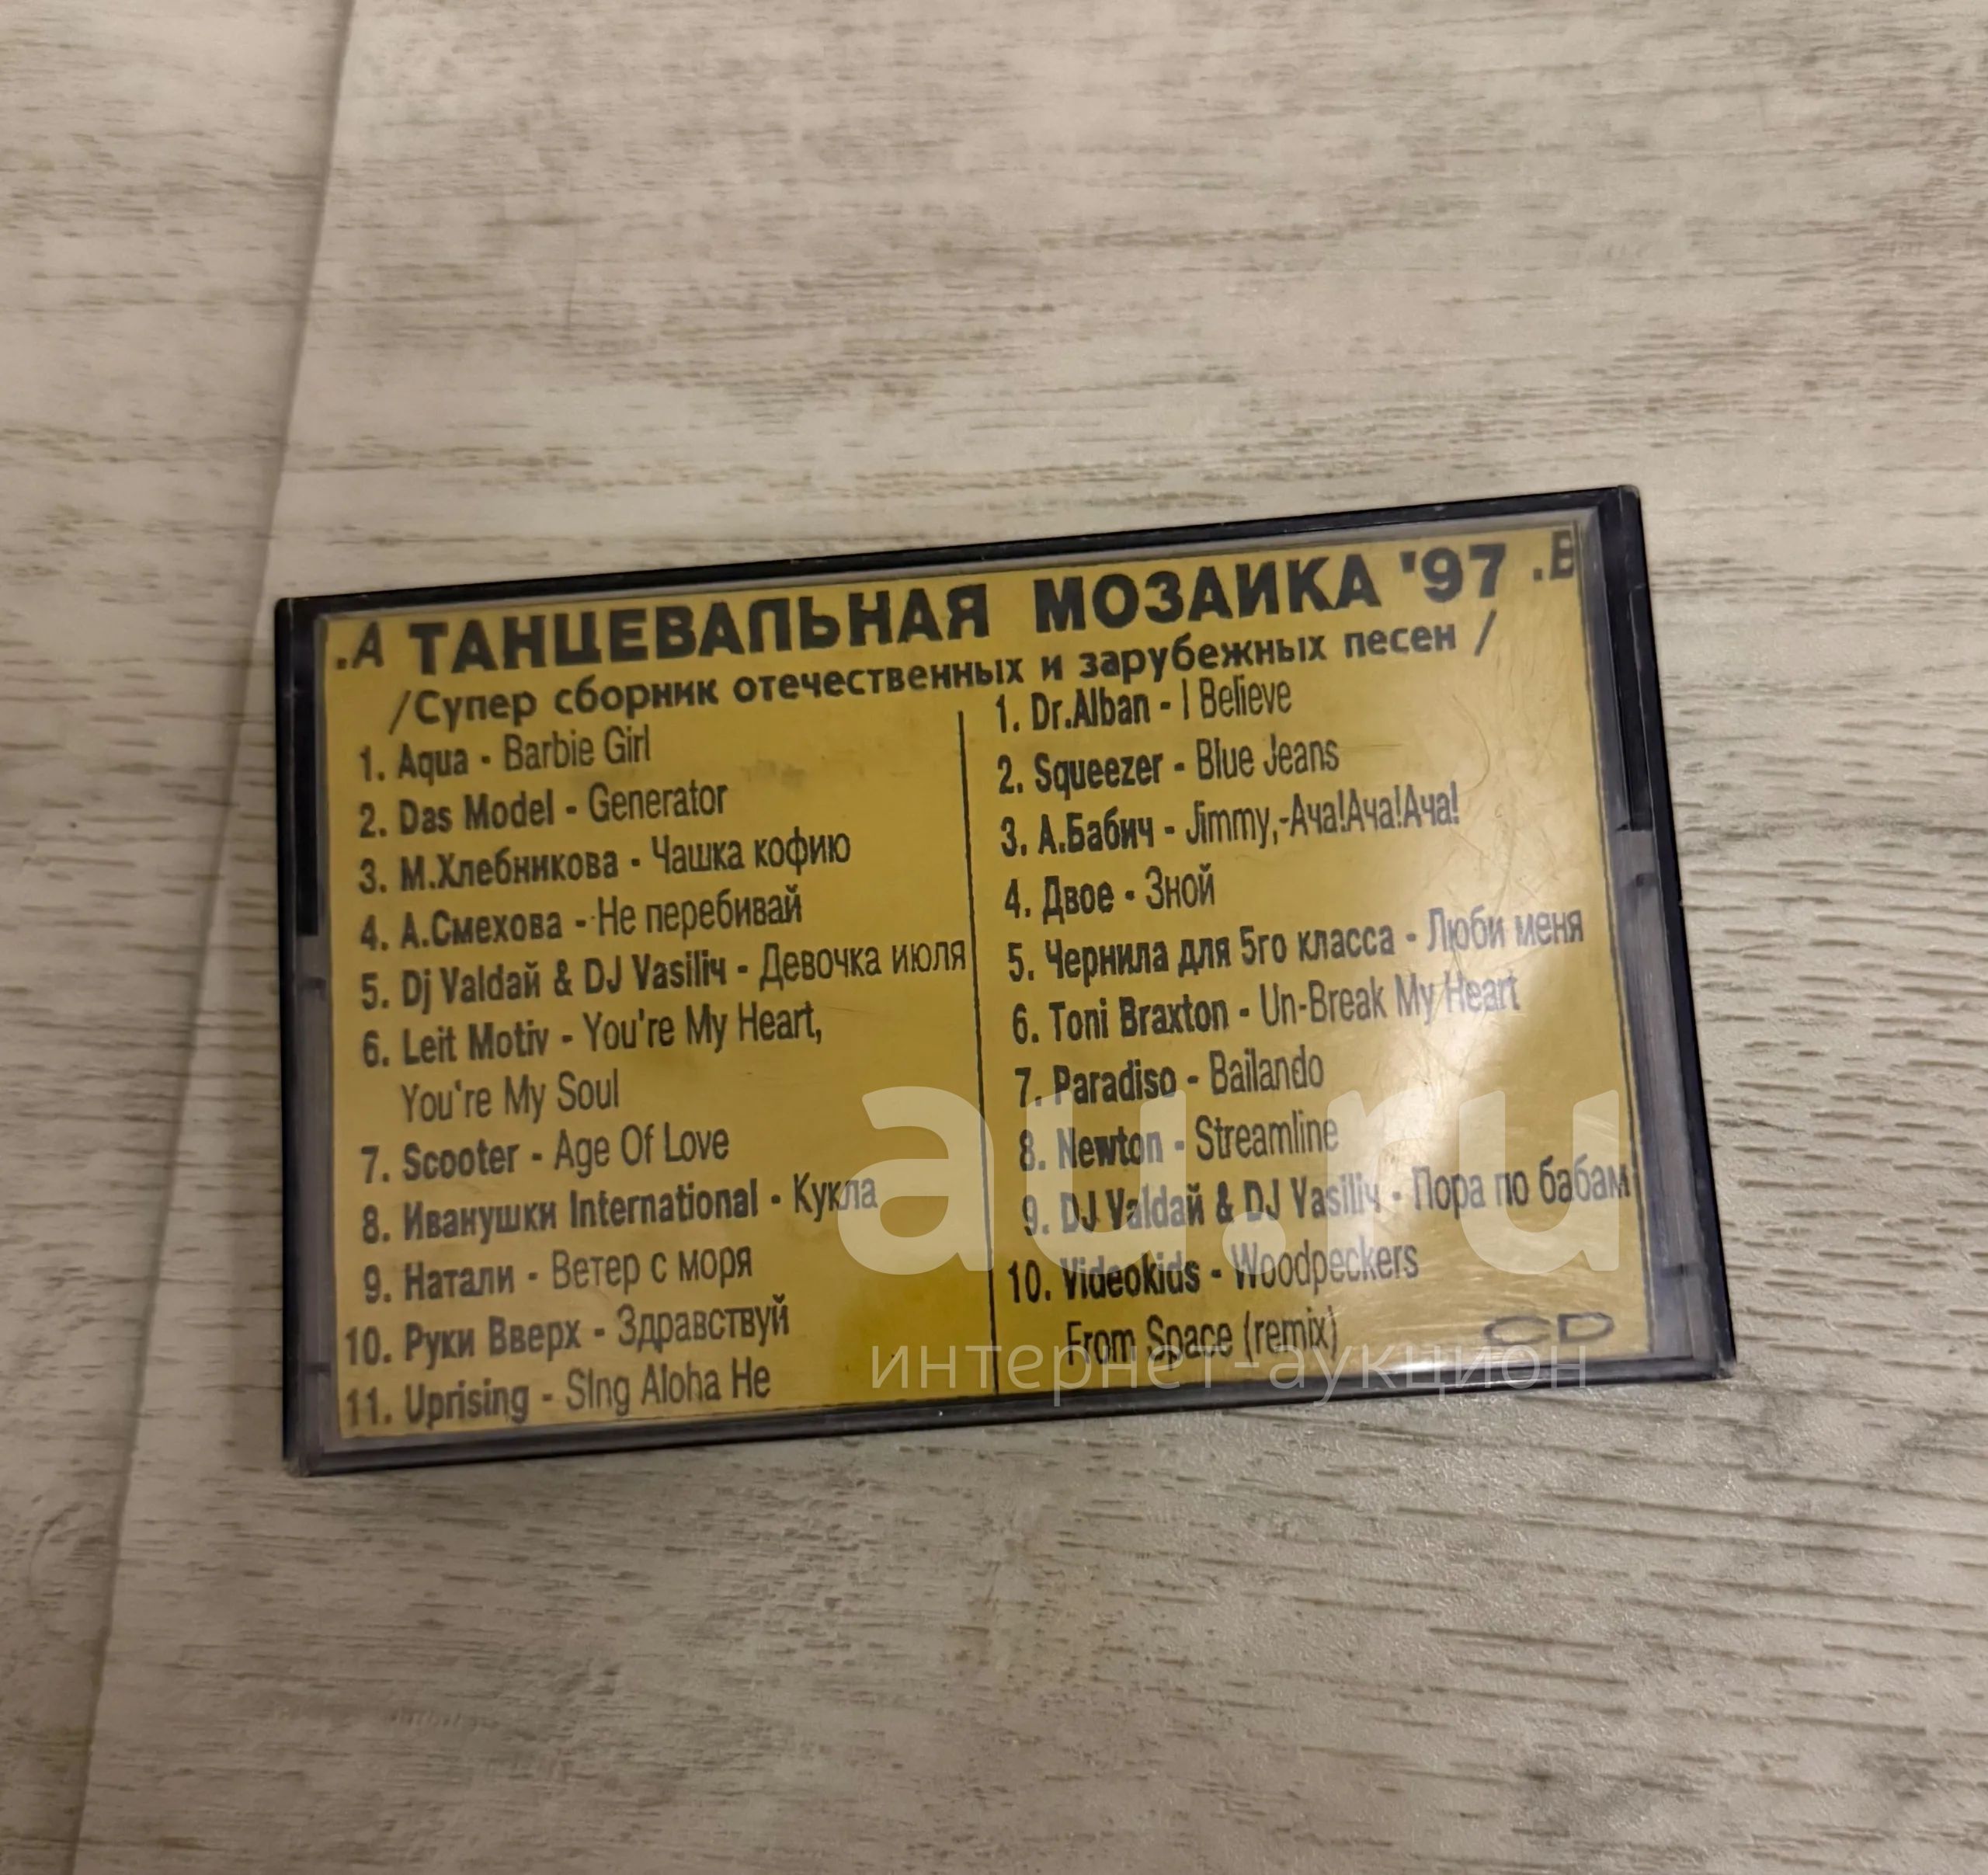 .A ТАНЦЕВАЛЬНАЯ МОЗАИКА '97 .В
/Супер сборник отечественных и зарубежных песен /
1. Aqua - Barbie Girl
2. Das Model - Generator
3. М.Хлебникова - Чашка кофию
4. А.Смехова - Не перебивай
5. Dj Valdaй & DJ Vasiliч - Девочка июля
6. Leit Motiv - You're My Heart,
You're My Soul
7. Scooter - Age Of Love
8. Иванушки International - Кукла
9. Натали - Ветер с моря
10. Руки Вверх - Здравствуй
11. Uprising - SIng Aloha He
1. Dr.Alban - I Believe
2. Squeezer - Blue Jeans
3. А.Бабич - Jimmy,-Ача!Ача!Ача!
4. Двое - Зной
5. Чернила для 5го класса - Люби меня
6. Toni Braxton - Un-Break My Heart
7. Paradiso - Bailando
8. Newton - Streamline
9. DJ Valdaй & DJ Vasiliч - Пора по бабам
10. Videokids - Woodpeckers
From Space (remix)
CD
au.ru
интернет-аукцион